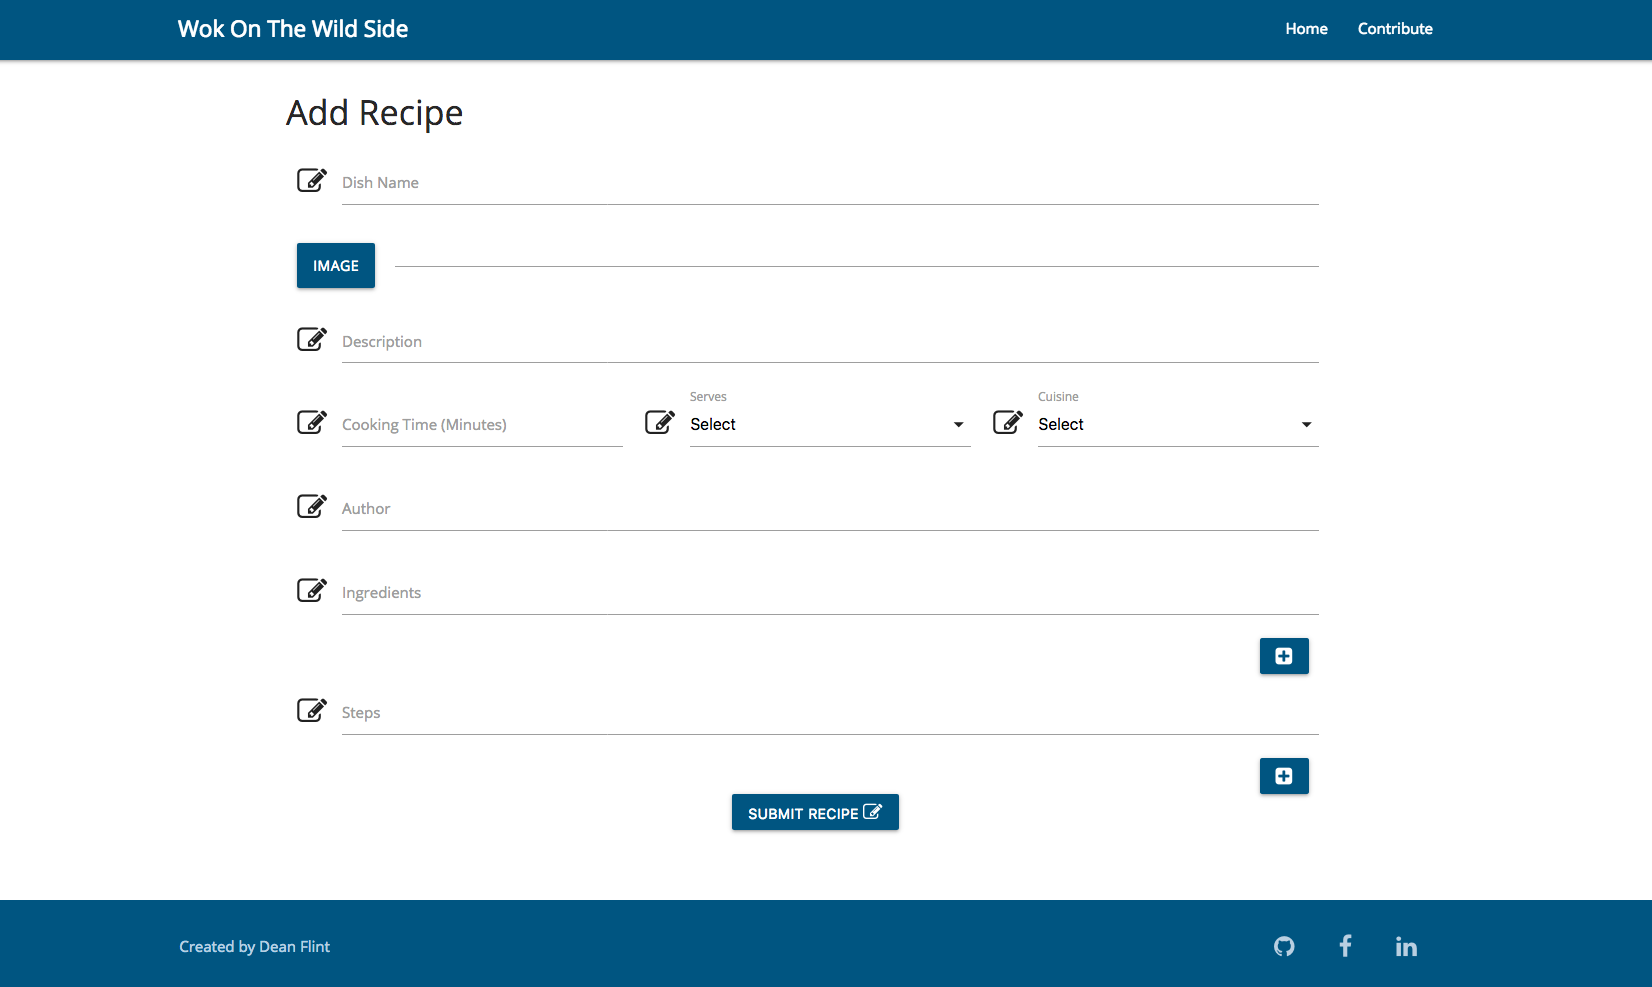 Wok On The Wild Side
Home
Contribute
Add Recipe
Dish Name
IMAGE
Description
Cooking Time (Minutes)
Serves
Select
Cuisine
Select
Author
Ingredients
Steps
SUBMIT RECIPE
Created by Dean Flint